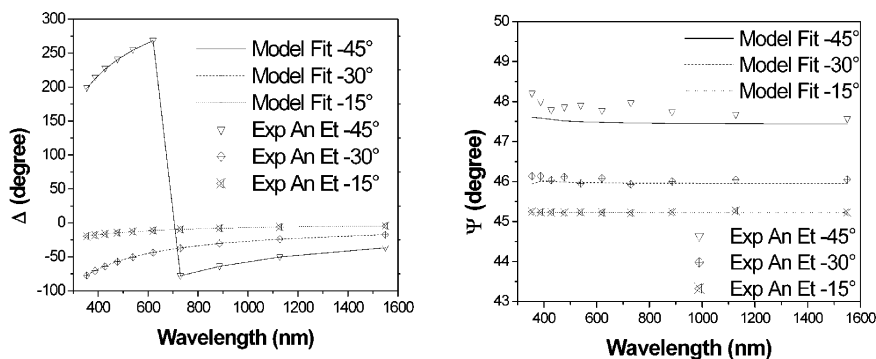 300
250
200
150
100
50
0
-50
-100
Δ (degree)
400 600 800 1000 1200 1400 1600
Wavelength (nm)
Model Fit -45°
Model Fit -30°
Model Fit -15°
Exp An Et -45°
Exp An Et -30°
Exp An Et -15°
50
49
48
47
46
45
44
43
Ψ (degree)
400 600 800 1000 1200 1400 1600
Wavelength (nm)
Model Fit -45°
Model Fit -30°
Model Fit -15°
Exp An Et -45°
Exp An Et -30°
Exp An Et -15°